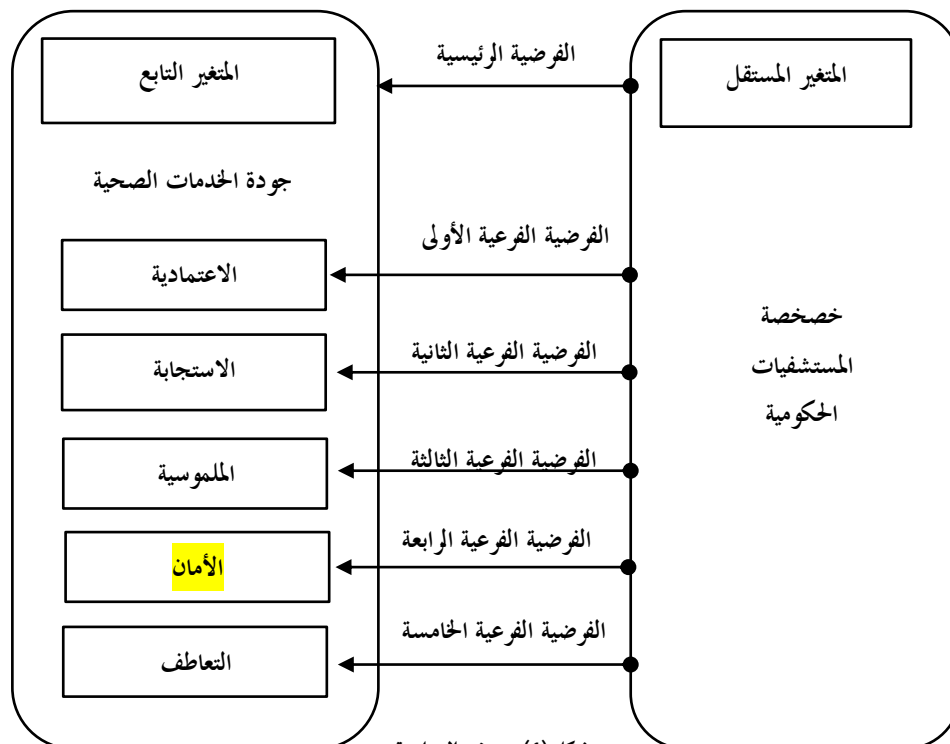 المتغير المستقل
الفرضية الرئيسية
المتغير التابع
جودة الخدمات الصحية
الفرضية الفرعية الأولى
الاعتمادية
خصخصة
المستشفيات
الحكومية
الفرضية الفرعية الثانية
الاستجابة
الفرضية الفرعية الثالثة
الملموسية
الفرضية الفرعية الرابعة
الأمان
الفرضية الفرعية الخامسة
التعاطف